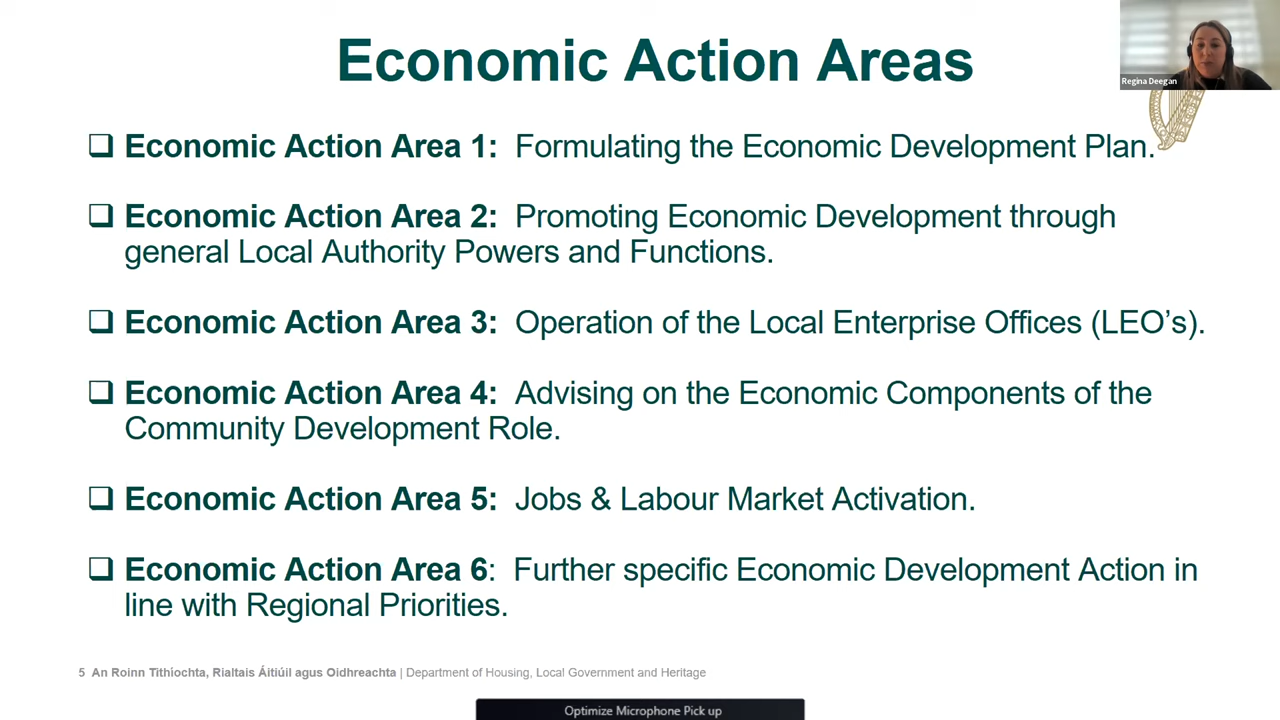 Economic Action Areas
Regina Deegan
❑ Economic Action Area 1: Formulating the Economic Development Plan.
❑ Economic Action Area 2: Promoting Economic Development through
general Local Authority Powers and Functions.
❑ Economic Action Area 3: Operation of the Local Enterprise Offices (LEO’s).
❑ Economic Action Area 4: Advising on the Economic Components of the
Community Development Role.
❑ Economic Action Area 5: Jobs & Labour Market Activation.
❑ Economic Action Area 6: Further specific Economic Development Action in
line with Regional Priorities.
5 An Roinn Tithíochta, Rialtais Áitiúil agus Oidhreachta | Department of Housing, Local Government and Heritage
Optimize Microphone Pick up